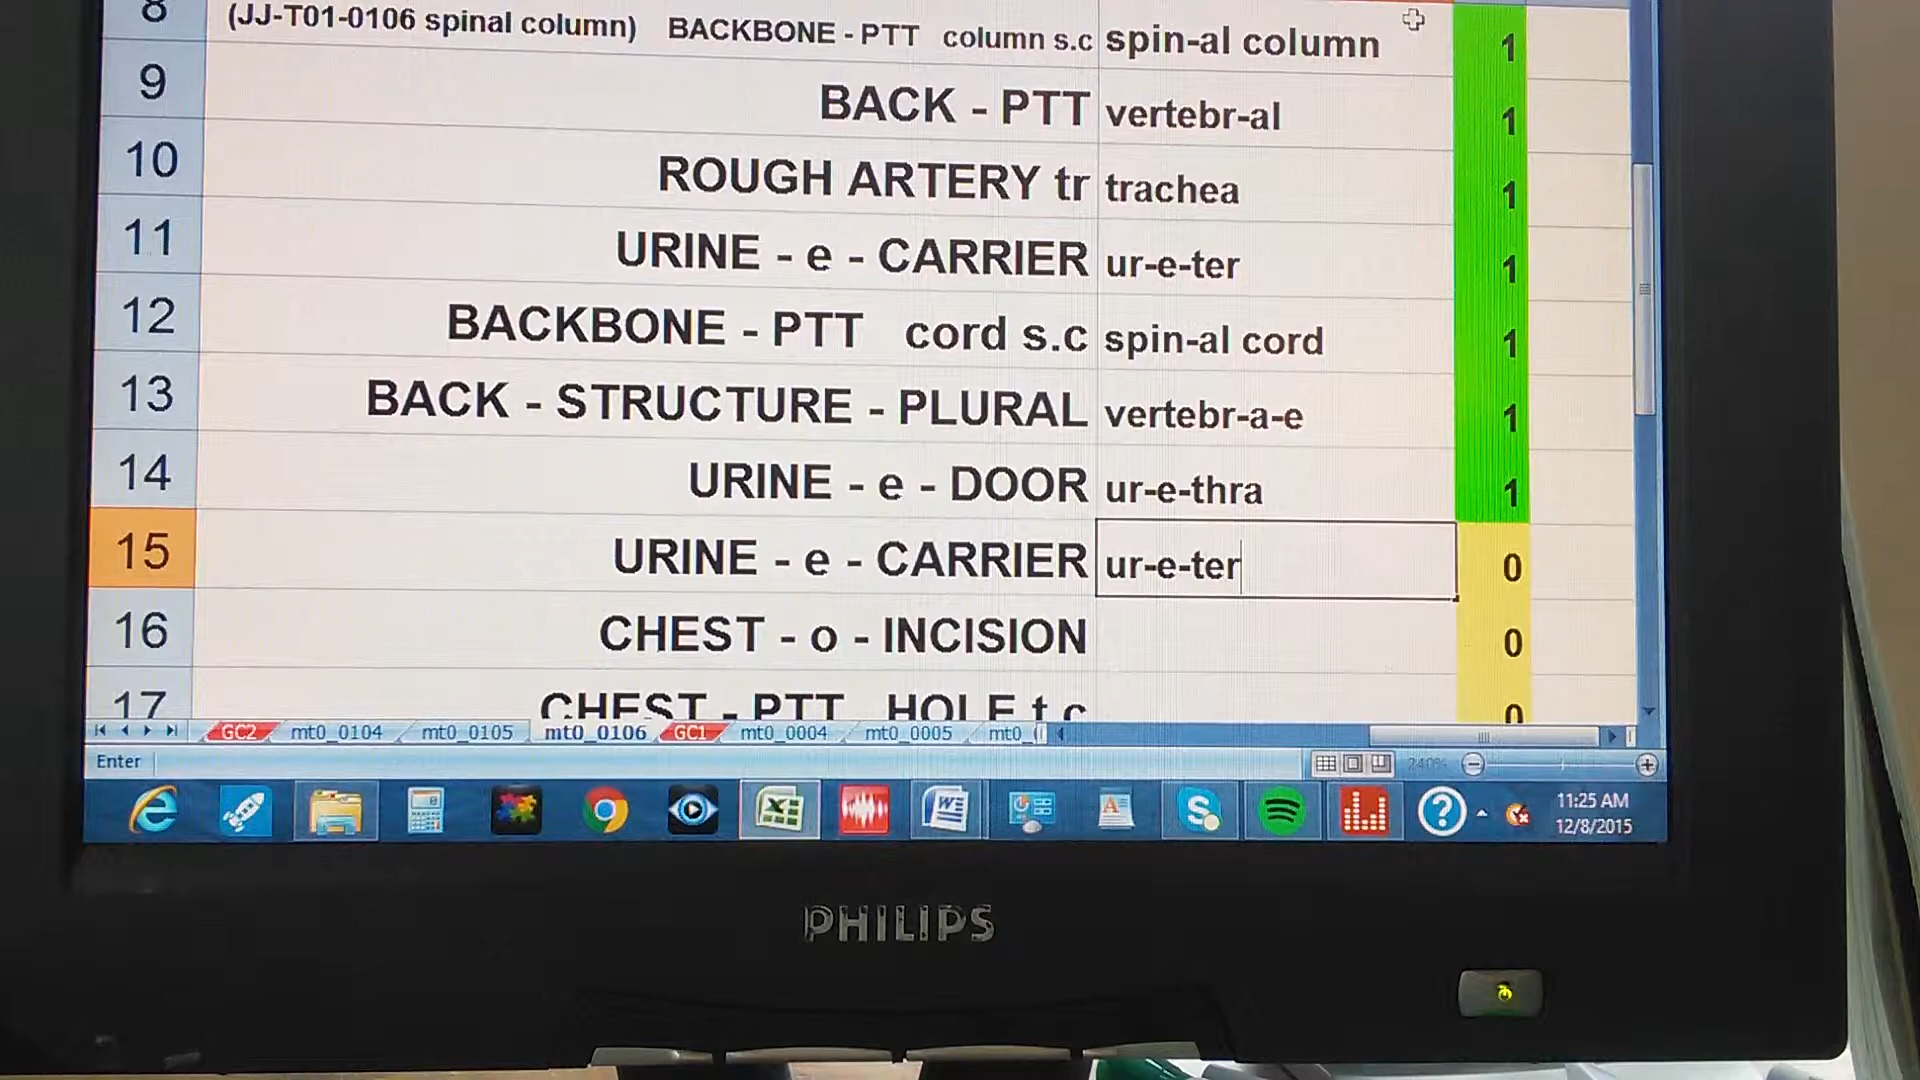 8 (JJ-T01-0106 spinal column) BACKBONE - PTT column s.c spin-al column 1
9 BACK - PTT vertebr-al 1
10 ROUGH ARTERY tr trachea 1
11 URINE - e - CARRIER ur-e-ter 1
12 BACKBONE - PTT cord s.c spin-al cord 1
13 BACK - STRUCTURE - PLURAL vertebr-a-e 1
14 URINE - e - DOOR ur-e-thra 1
15 URINE - e - CARRIER ur-e-ter 0
16 CHEST - o - INCISION 0
17 CHEST - PTT HOLE t c 0
GC2 mt0_0104 mt0_0105 mt0_0106 GC1 mt0_0004 mt0_0005 mt0_
Enter 240%
11:25 AM
12/8/2015
PHILIPS